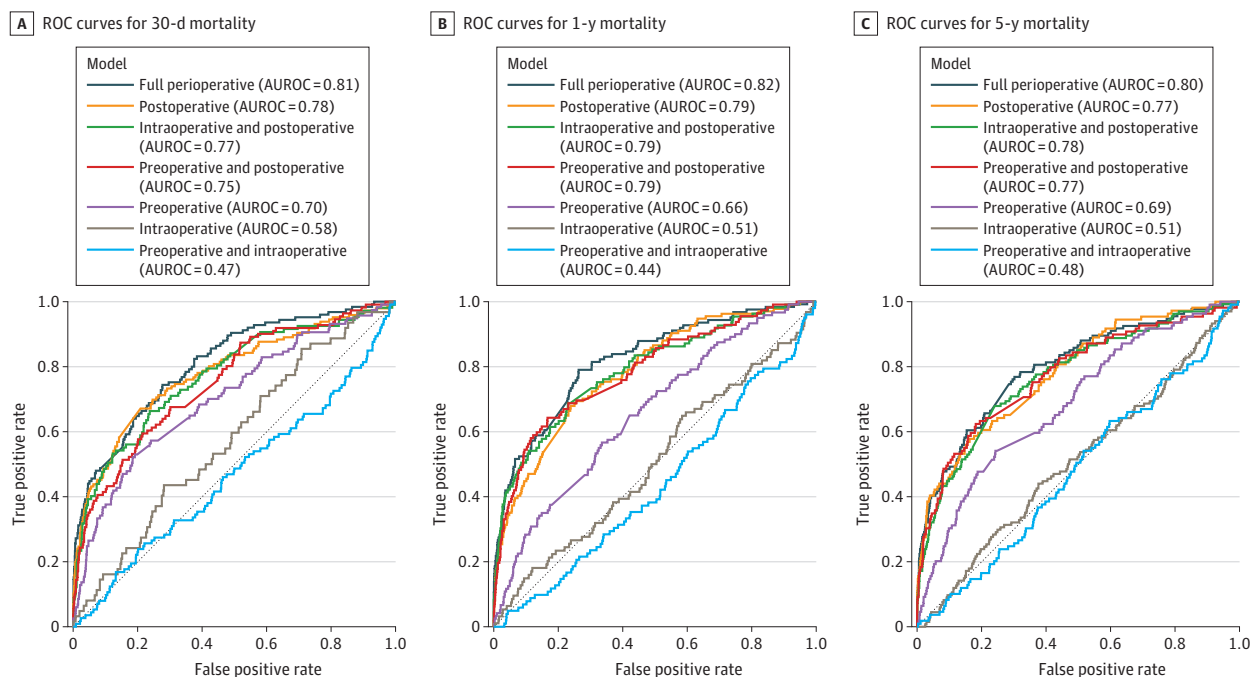 A ROC curves for 30-d mortality
Model
Full perioperative (AUROC = 0.81)
Postoperative (AUROC = 0.78)
Intraoperative and postoperative
(AUROC = 0.77)
Preoperative and postoperative
(AUROC = 0.75)
Preoperative (AUROC = 0.70)
Intraoperative (AUROC = 0.58)
Preoperative and intraoperative
(AUROC = 0.47)
1.0
0.8
0.6
0.4
0.2
0
True positive rate
0 0.2 0.4 0.6 0.8 1.0
False positive rate
B ROC curves for 1-y mortality
Model
Full perioperative (AUROC = 0.82)
Postoperative (AUROC = 0.79)
Intraoperative and postoperative
(AUROC = 0.79)
Preoperative and postoperative
(AUROC = 0.79)
Preoperative (AUROC = 0.66)
Intraoperative (AUROC = 0.51)
Preoperative and intraoperative
(AUROC = 0.44)
1.0
0.8
0.6
0.4
0.2
0
True positive rate
0 0.2 0.4 0.6 0.8 1.0
False positive rate
C ROC curves for 5-y mortality
Model
Full perioperative (AUROC = 0.80)
Postoperative (AUROC = 0.77)
Intraoperative and postoperative
(AUROC = 0.78)
Preoperative and postoperative
(AUROC = 0.77)
Preoperative (AUROC = 0.69)
Intraoperative (AUROC = 0.51)
Preoperative and intraoperative
(AUROC = 0.48)
1.0
0.8
0.6
0.4
0.2
0
True positive rate
0 0.2 0.4 0.6 0.8 1.0
False positive rate